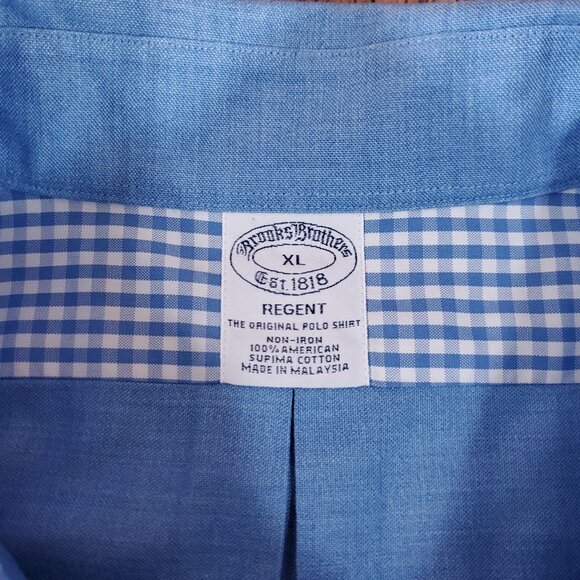 Brooks Brothers
XL
Est. 1818
REGENT
THE ORIGINAL POLO SHIRT
NON-IRON
100% AMERICAN
SUPIMA COTTON
MADE IN MALAYSIA